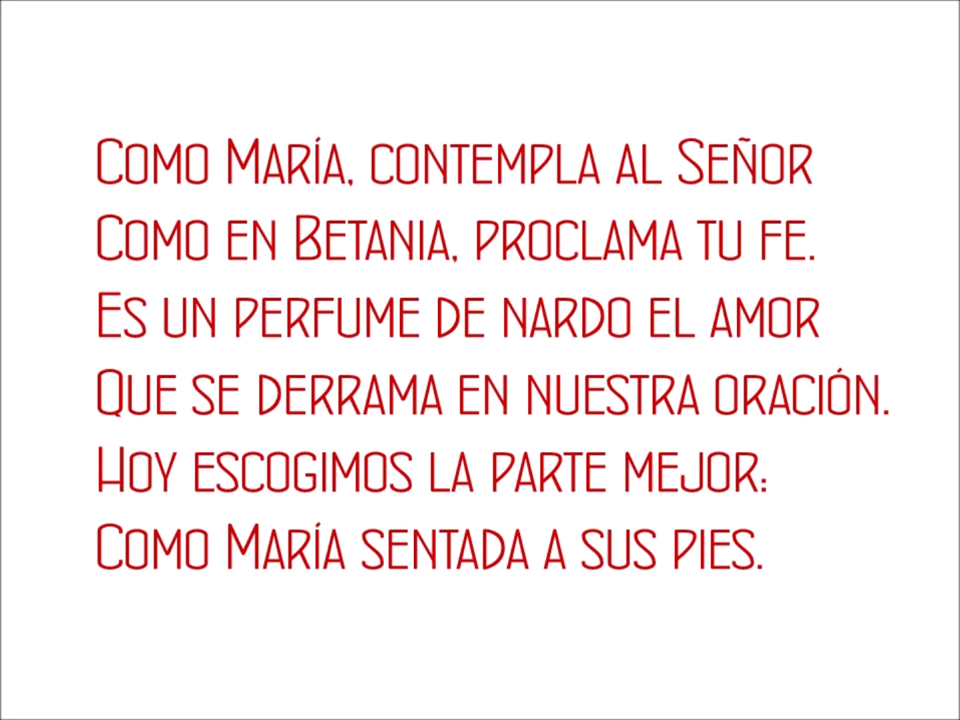 Como María, contempla al Señor
Como en Betania, proclama tu fe.
Es un perfume de nardo el amor
Que se derrama en nuestra oración.
Hoy escogimos la parte mejor:
Como María sentada a sus pies.